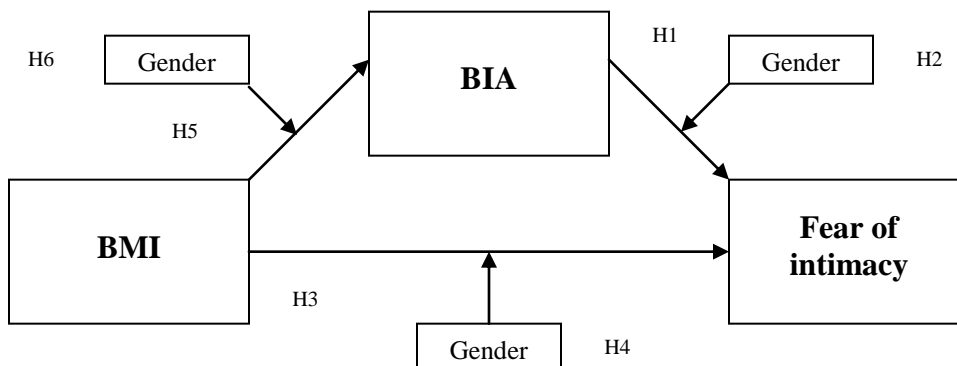 H1
H6
Gender
BIA
Gender
H2
H5
BMI
Fear of
intimacy
H3
Gender
H4